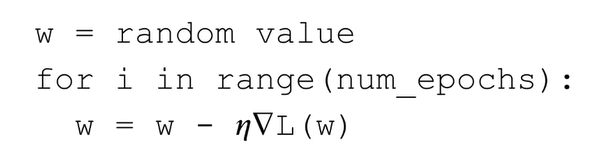 w = random value
for i in range(num_epochs):
w = w - η∇L(w)